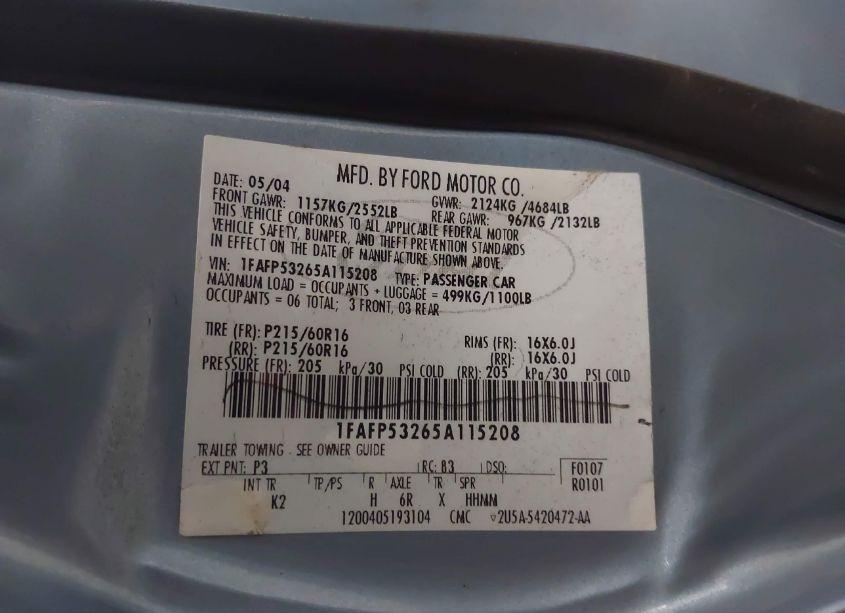 MFD. BY FORD MOTOR CO.
DATE: 05/04 GVWR: 2124KG /4684LB
FRONT GAWR: 1157KG/2552LB REAR GAWR: 967KG /2132LB
THIS VEHICLE CONFORMS TO ALL APPLICABLE FEDERAL MOTOR
VEHICLE SAFETY, BUMPER, AND THEFT PREVENTION STANDARDS
IN EFFECT ON THE DATE OF MANUFACTURE SHOWN ABOVE.
VIN: 1FAFP53265A115208 TYPE: PASSENGER CAR
MAXIMUM LOAD = OCCUPANTS + LUGGAGE = 499KG/1100LB
OCCUPANTS = 06 TOTAL; 3 FRONT, 03 REAR
TIRE (FR): P215/60R16 RIMS (FR): 16X6.0J
(RR): P215/60R16 (RR): 16X6.0J
PRESSURE (FR): 205 kPa/30 PSI COLD (RR): 205 kPa/30 PSI COLD
1FAFP53265A115208
TRAILER TOWING - SEE OWNER GUIDE
EXT PNT: P3 RC: 83 DSO: F0107
INT TR TP/PS R AXLE TR SPR R0101
K2 H 6R X HHMM
1200405193104 CMC ▽2U5A-5420472-AA